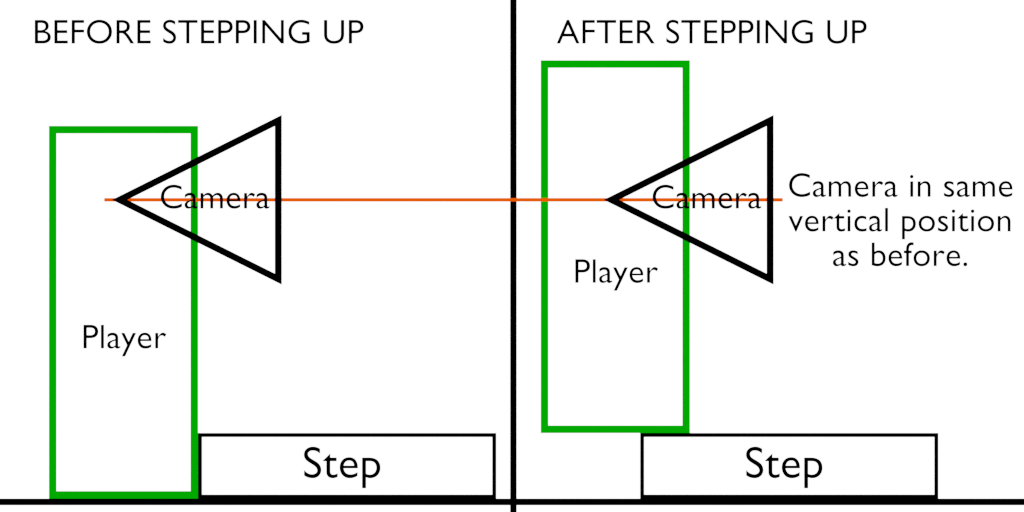 BEFORE STEPPING UP
Camera
Player
Step
AFTER STEPPING UP
Camera
Camera in same
vertical position
as before.
Player
Step